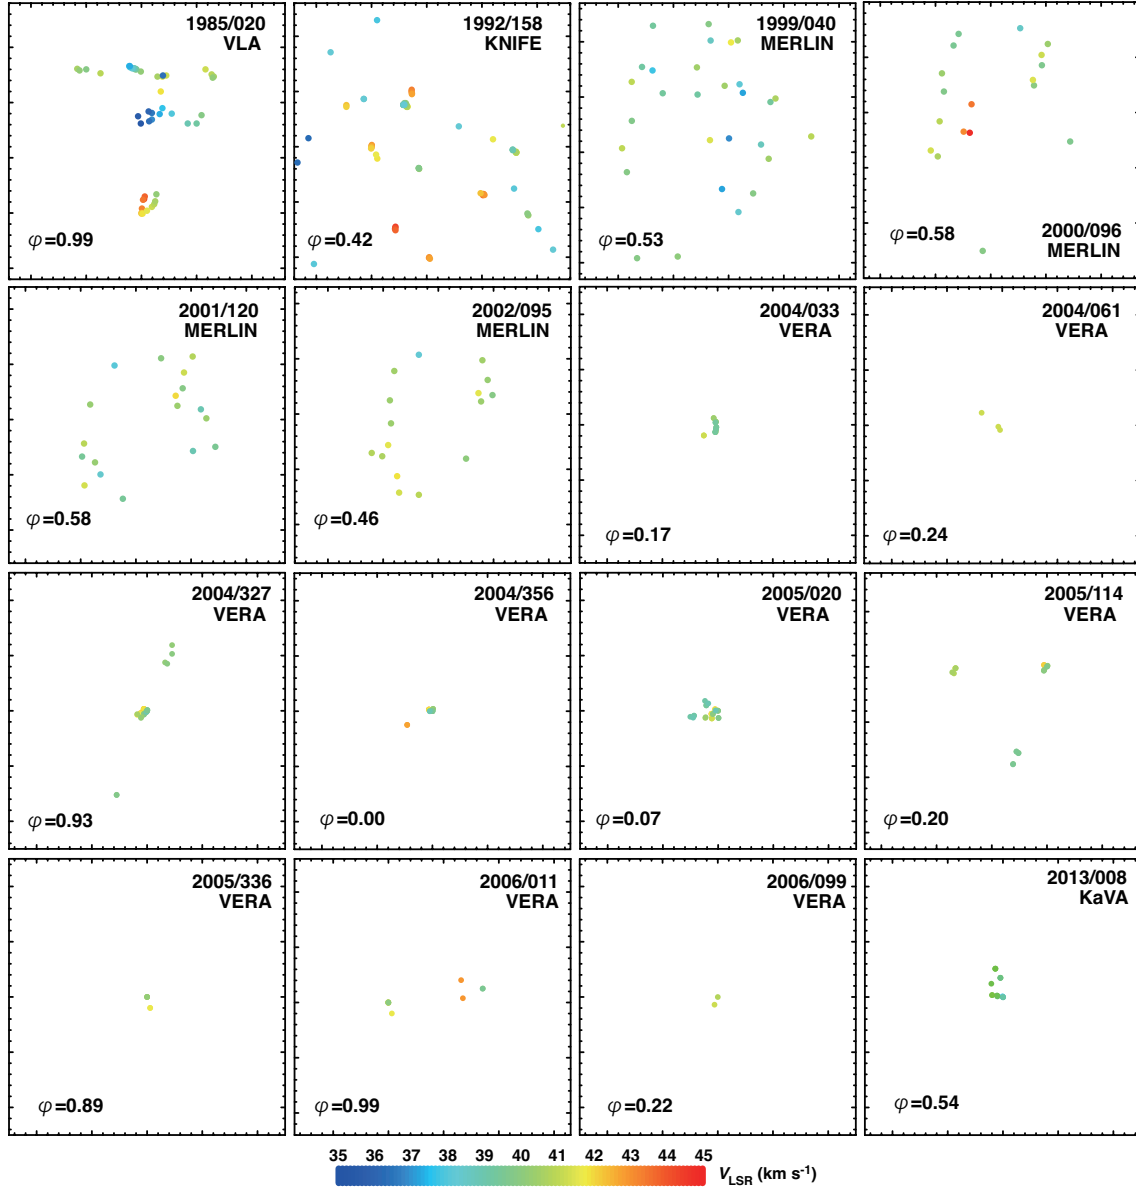 1985/020
VLA
φ=0.99
1992/158
KNIFE
φ=0.42
1999/040
MERLIN
φ=0.53
φ=0.58
2000/096
MERLIN
2001/120
MERLIN
φ=0.58
2002/095
MERLIN
φ=0.46
2004/033
VERA
φ=0.17
2004/061
VERA
φ=0.24
2004/327
VERA
φ=0.93
2004/356
VERA
φ=0.00
2005/020
VERA
φ=0.07
2005/114
VERA
φ=0.20
2005/336
VERA
φ=0.89
2006/011
VERA
φ=0.99
2006/099
VERA
φ=0.22
2013/008
KaVA
φ=0.54
35 36 37 38 39 40 41 42 43 44 45
V_LSR (km s⁻¹)